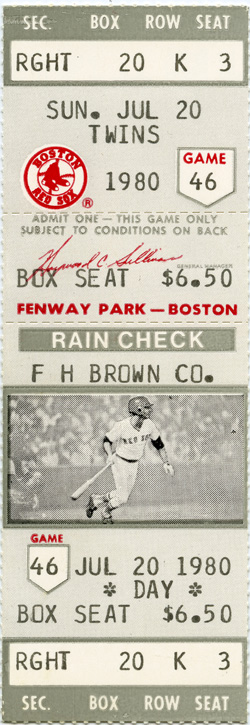 SEC. BOX ROW SEAT
RGHT 20 K 3
SUN. JUL 20
TWINS
BOSTON
RED SOX
®
1980
GAME
46
ADMIT ONE — THIS GAME ONLY
SUBJECT TO CONDITIONS ON BACK
Haywood C. Sullivan
GENERAL MANAGER
BOX SEAT $6.50
FENWAY PARK — BOSTON
RAIN CHECK
F H BROWN CO.
RED SOX
GAME
46 JUL 20 1980
* DAY *
BOX SEAT $6.50
RGHT 20 K 3
SEC. BOX ROW SEAT